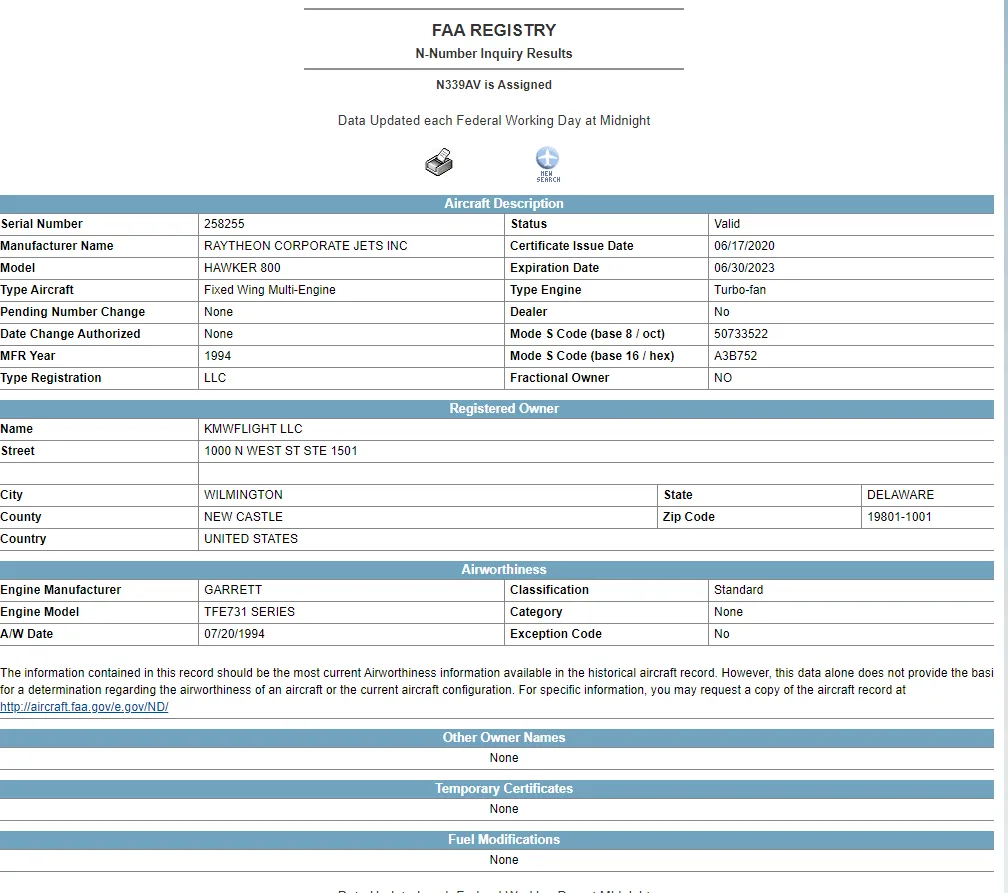 FAA REGISTRY
N-Number Inquiry Results
N339AV is Assigned
Data Updated each Federal Working Day at Midnight
NEW
SEARCH
Aircraft Description
Serial Number 258255 Status Valid
Manufacturer Name RAYTHEON CORPORATE JETS INC Certificate Issue Date 06/17/2020
Model HAWKER 800 Expiration Date 06/30/2023
Type Aircraft Fixed Wing Multi-Engine Type Engine Turbo-fan
Pending Number Change None Dealer No
Date Change Authorized None Mode S Code (base 8 / oct) 50733522
MFR Year 1994 Mode S Code (base 16 / hex) A3B752
Type Registration LLC Fractional Owner NO
Registered Owner
Name KMWFLIGHT LLC
Street 1000 N WEST ST STE 1501
City WILMINGTON State DELAWARE
County NEW CASTLE Zip Code 19801-1001
Country UNITED STATES
Airworthiness
Engine Manufacturer GARRETT Classification Standard
Engine Model TFE731 SERIES Category None
A/W Date 07/20/1994 Exception Code No
The information contained in this record should be the most current Airworthiness information available in the historical aircraft record. However, this data alone does not provide the basi
for a determination regarding the airworthiness of an aircraft or the current aircraft configuration. For specific information, you may request a copy of the aircraft record at
http://aircraft.faa.gov/e.gov/ND/
Other Owner Names
None
Temporary Certificates
None
Fuel Modifications
None